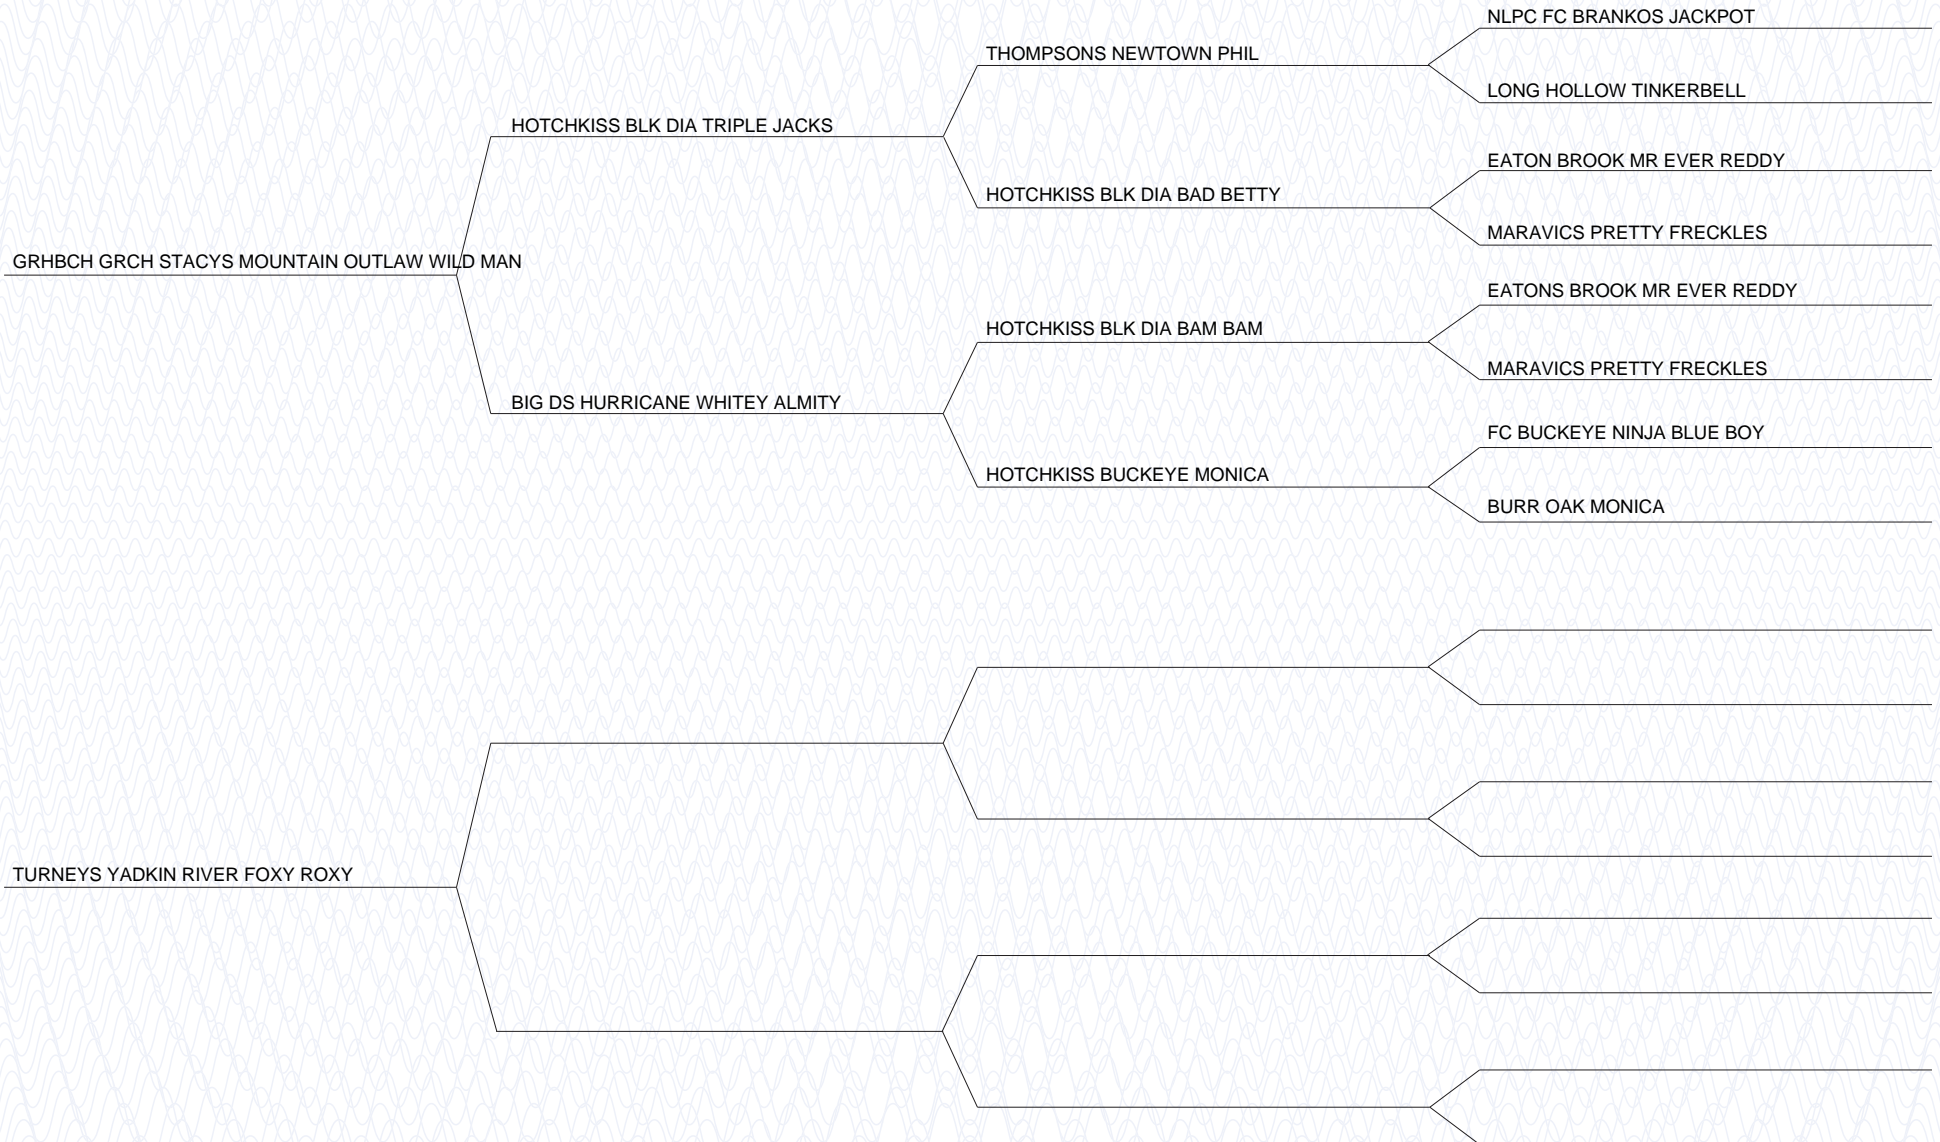 NLPC FC BRANKOS JACKPOT
THOMPSONS NEWTOWN PHIL
LONG HOLLOW TINKERBELL
HOTCHKISS BLK DIA TRIPLE JACKS
EATON BROOK MR EVER REDDY
HOTCHKISS BLK DIA BAD BETTY
MARAVICS PRETTY FRECKLES
GRHBCH GRCH STACYS MOUNTAIN OUTLAW WILD MAN
EATONS BROOK MR EVER REDDY
HOTCHKISS BLK DIA BAM BAM
MARAVICS PRETTY FRECKLES
BIG DS HURRICANE WHITEY ALMITY
FC BUCKEYE NINJA BLUE BOY
HOTCHKISS BUCKEYE MONICA
BURR OAK MONICA
TURNEYS YADKIN RIVER FOXY ROXY